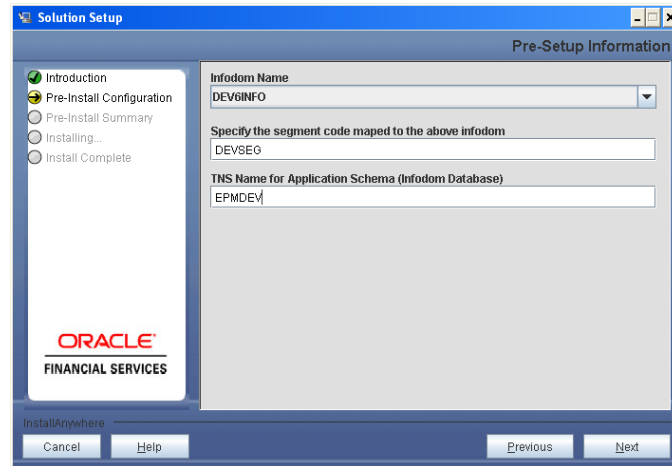 Solution Setup
Pre-Setup Information
Introduction
Pre-Install Configuration
Pre-Install Summary
Installing...
Install Complete
ORACLE
FINANCIAL SERVICES
Infodom Name
DEV6INFO
Specify the segment code maped to the above infodom
DEVSEG
TNS Name for Application Schema (Infodom Database)
EPMDEV
InstallAnywhere
Cancel Help Previous Next